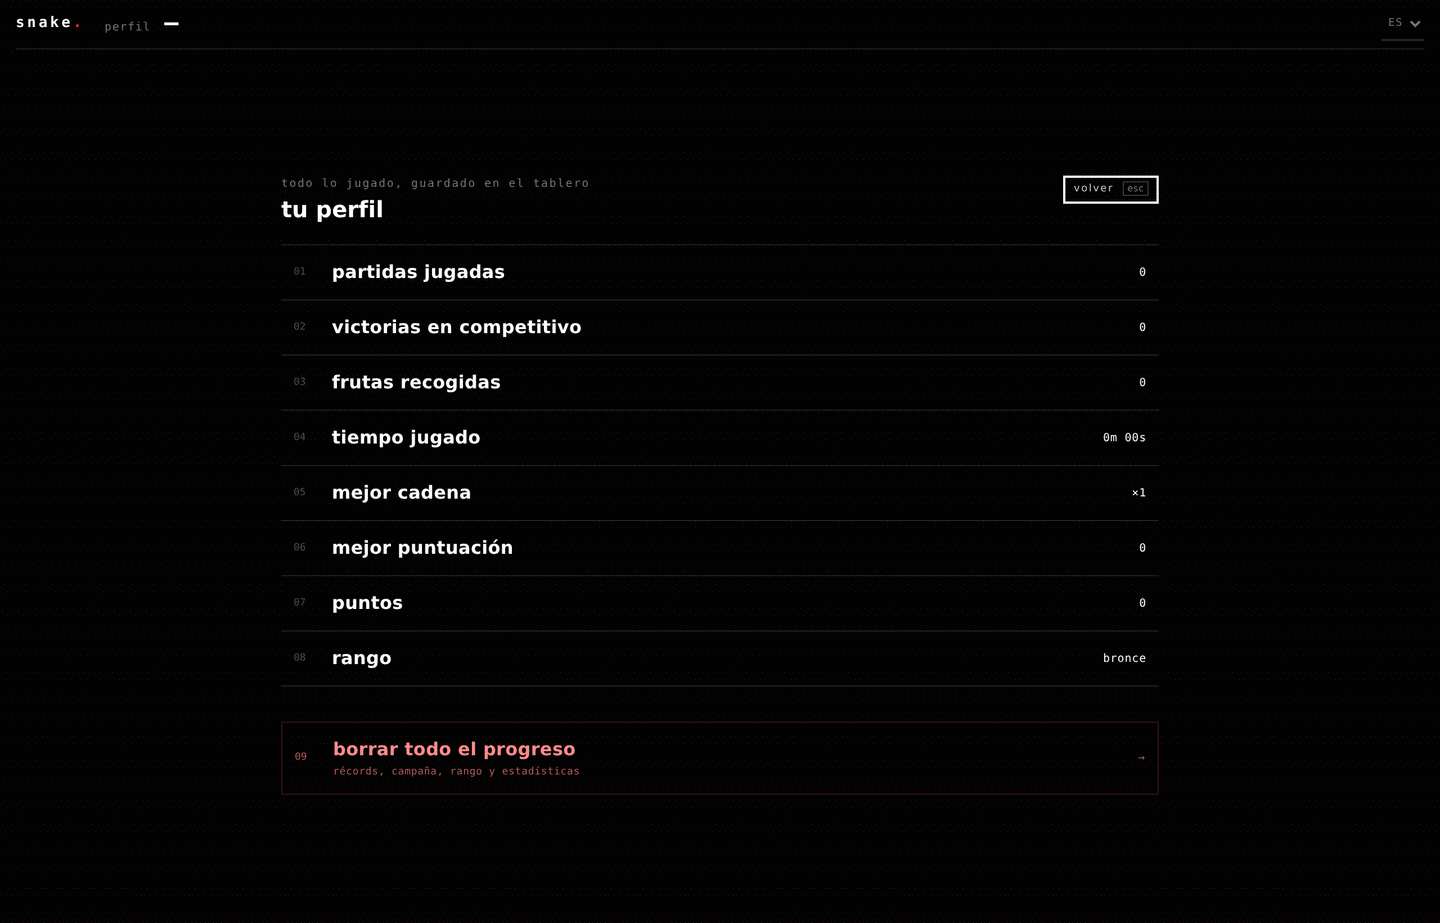 snake. perfil ES
todo lo jugado, guardado en el tablero
tu perfil
volver esc
01 partidas jugadas 0
02 victorias en competitivo 0
03 frutas recogidas 0
04 tiempo jugado 0m 00s
05 mejor cadena ×1
06 mejor puntuación 0
07 puntos 0
08 rango bronce
09 borrar todo el progreso →
récords, campaña, rango y estadísticas